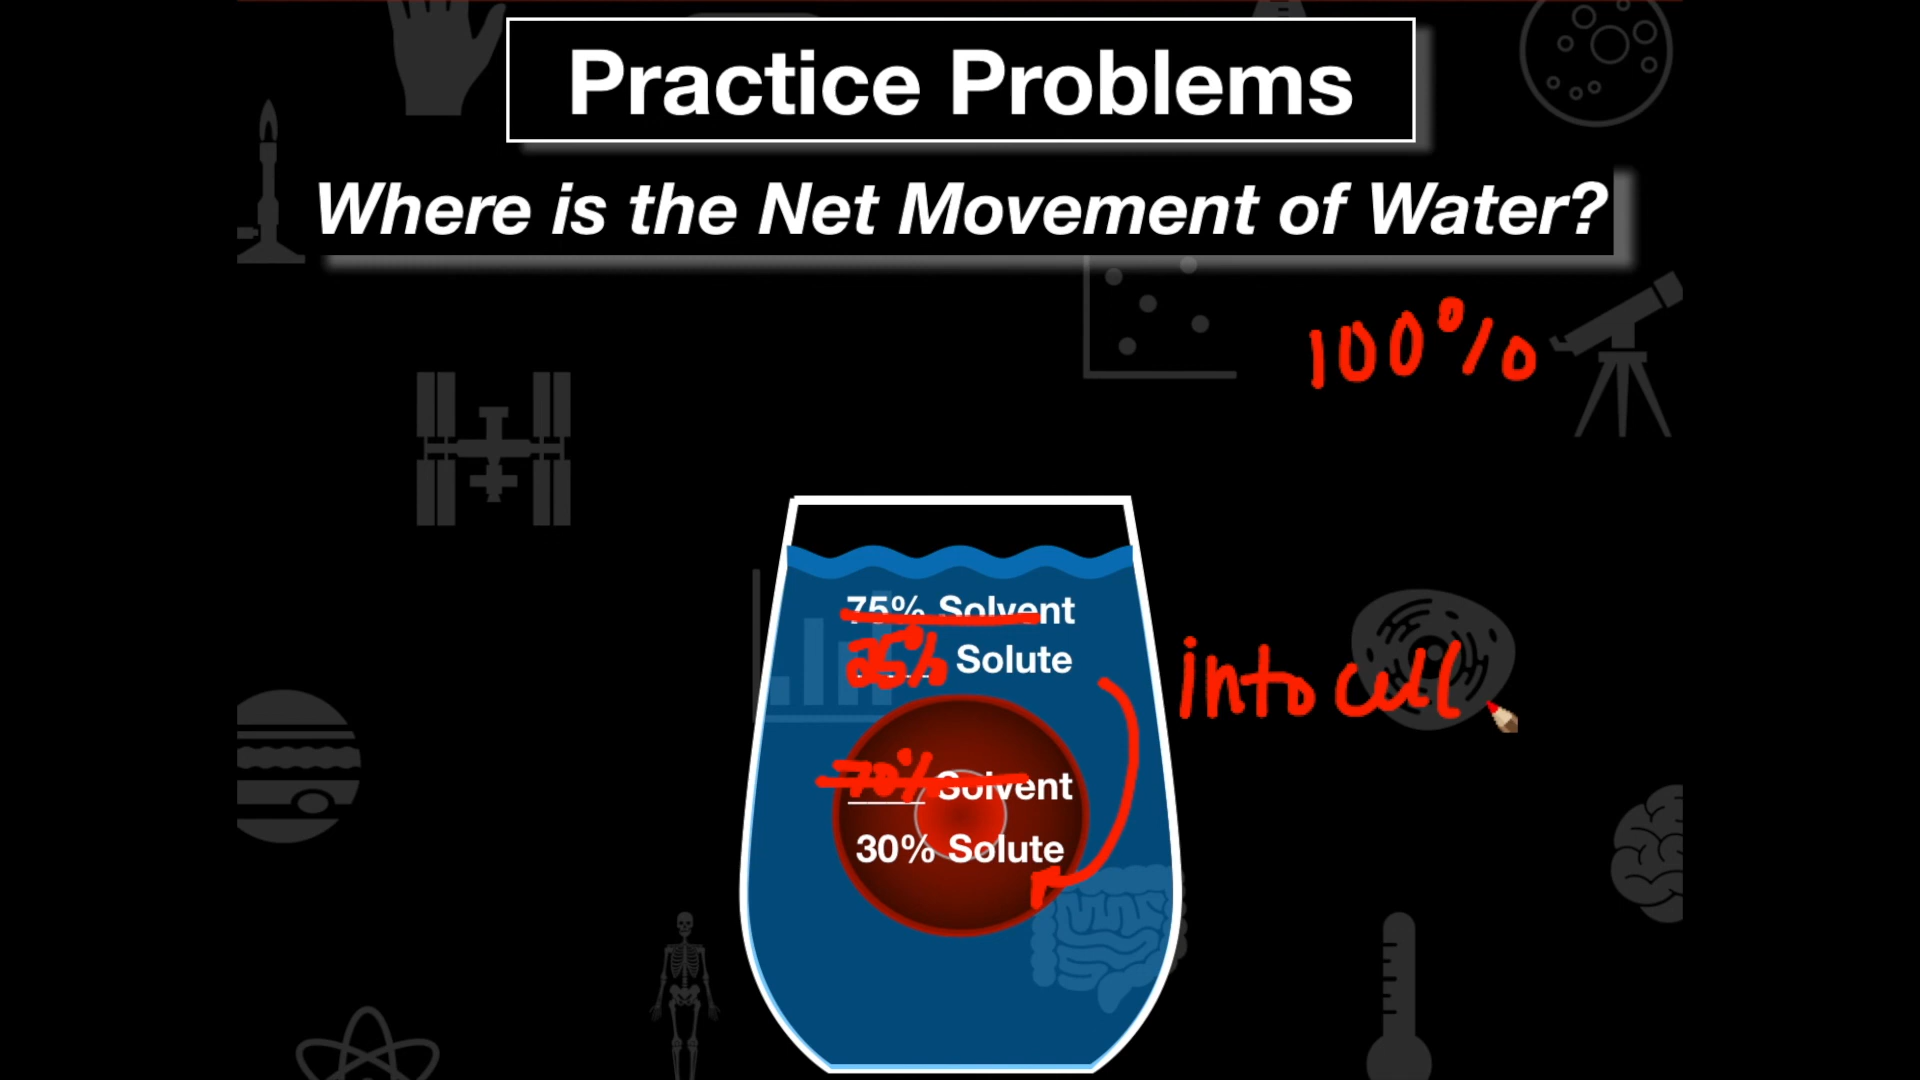 Practice Problems
Where is the Net Movement of Water?
100%
75% Solvent
25% Solute
into cell
70% Solvent
30% Solute